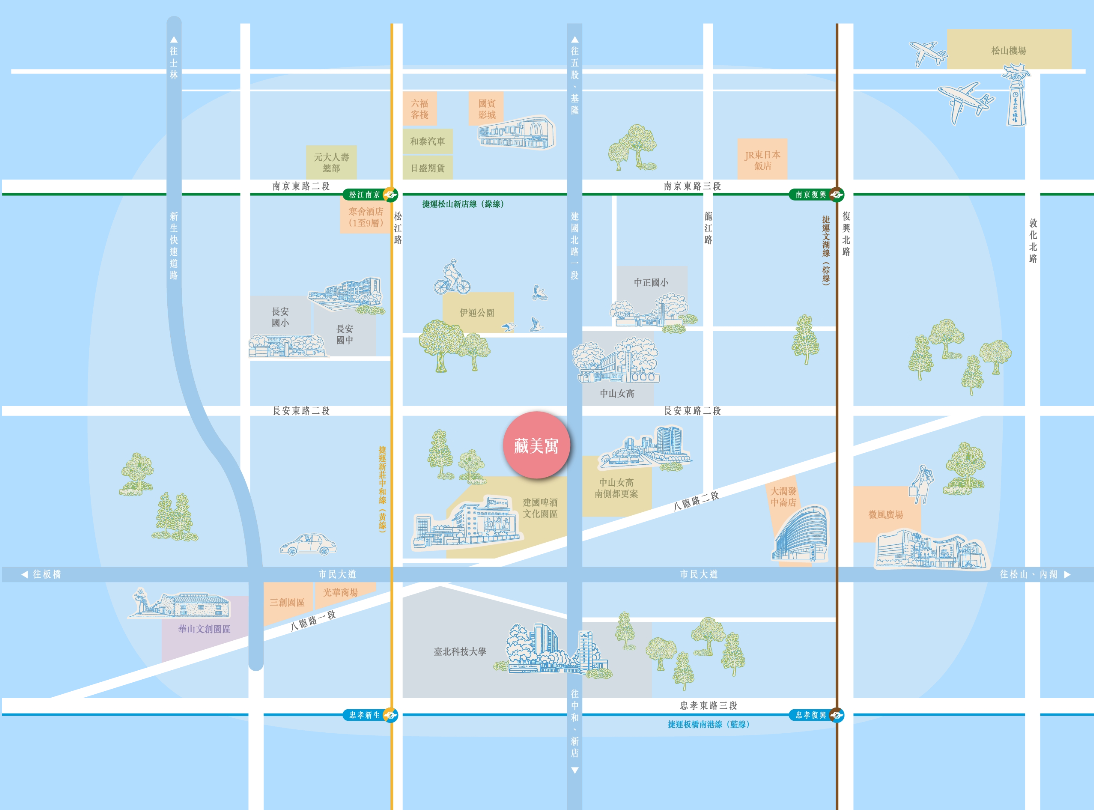 ▲往士林
▲往五股・基隆
松山機場
六福
客棧
國賓
影城
和泰汽車
元大人壽
總部
日盛期貨
JR東日本
飯店
南京東路二段
松江南京
南京東路三段
南京復興
捷運松山新店線（綠線）
意舍酒店
(1至9層)
新生快速道路
松江路
建國北路一段
龍江路
捷運文湖線（棕線）
復興北路
敦化北路
長安
國小
長安
國中
伊通公園
中正國小
中山女高
長安東路二段
長安東路二段
藏美寓
捷運新莊中和線（黃線）
建國啤酒
文化園區
中山女高
南側都更案
八德路二段
大潤發
中崙店
微風廣場
◀ 往板橋
市民大道
市民大道
往松山・內湖 ▶
華山文創園區
三創園區
光華商場
八德路一段
臺北科技大學
往中和・新店▼
忠孝東路三段
忠孝新生
忠孝復興
捷運板橋南港線（藍線）